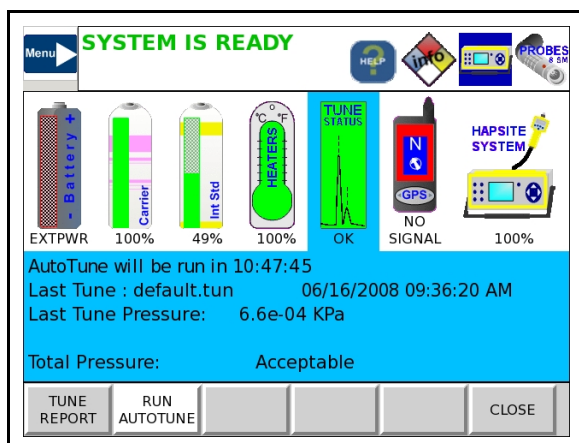 Menu
SYSTEM IS READY
HELP
info
PROBES
& SM
- Battery +
Carrier
Int Std
°C °F
HEATERS
TUNE
STATUS
N
GPS
HAPSITE
SYSTEM
EXTPWR
100%
49%
100%
OK
NO
SIGNAL
100%
AutoTune will be run in 10:47:45
Last Tune : default.tun 06/16/2008 09:36:20 AM
Last Tune Pressure: 6.6e-04 KPa
Total Pressure: Acceptable
TUNE
REPORT
RUN
AUTOTUNE
CLOSE